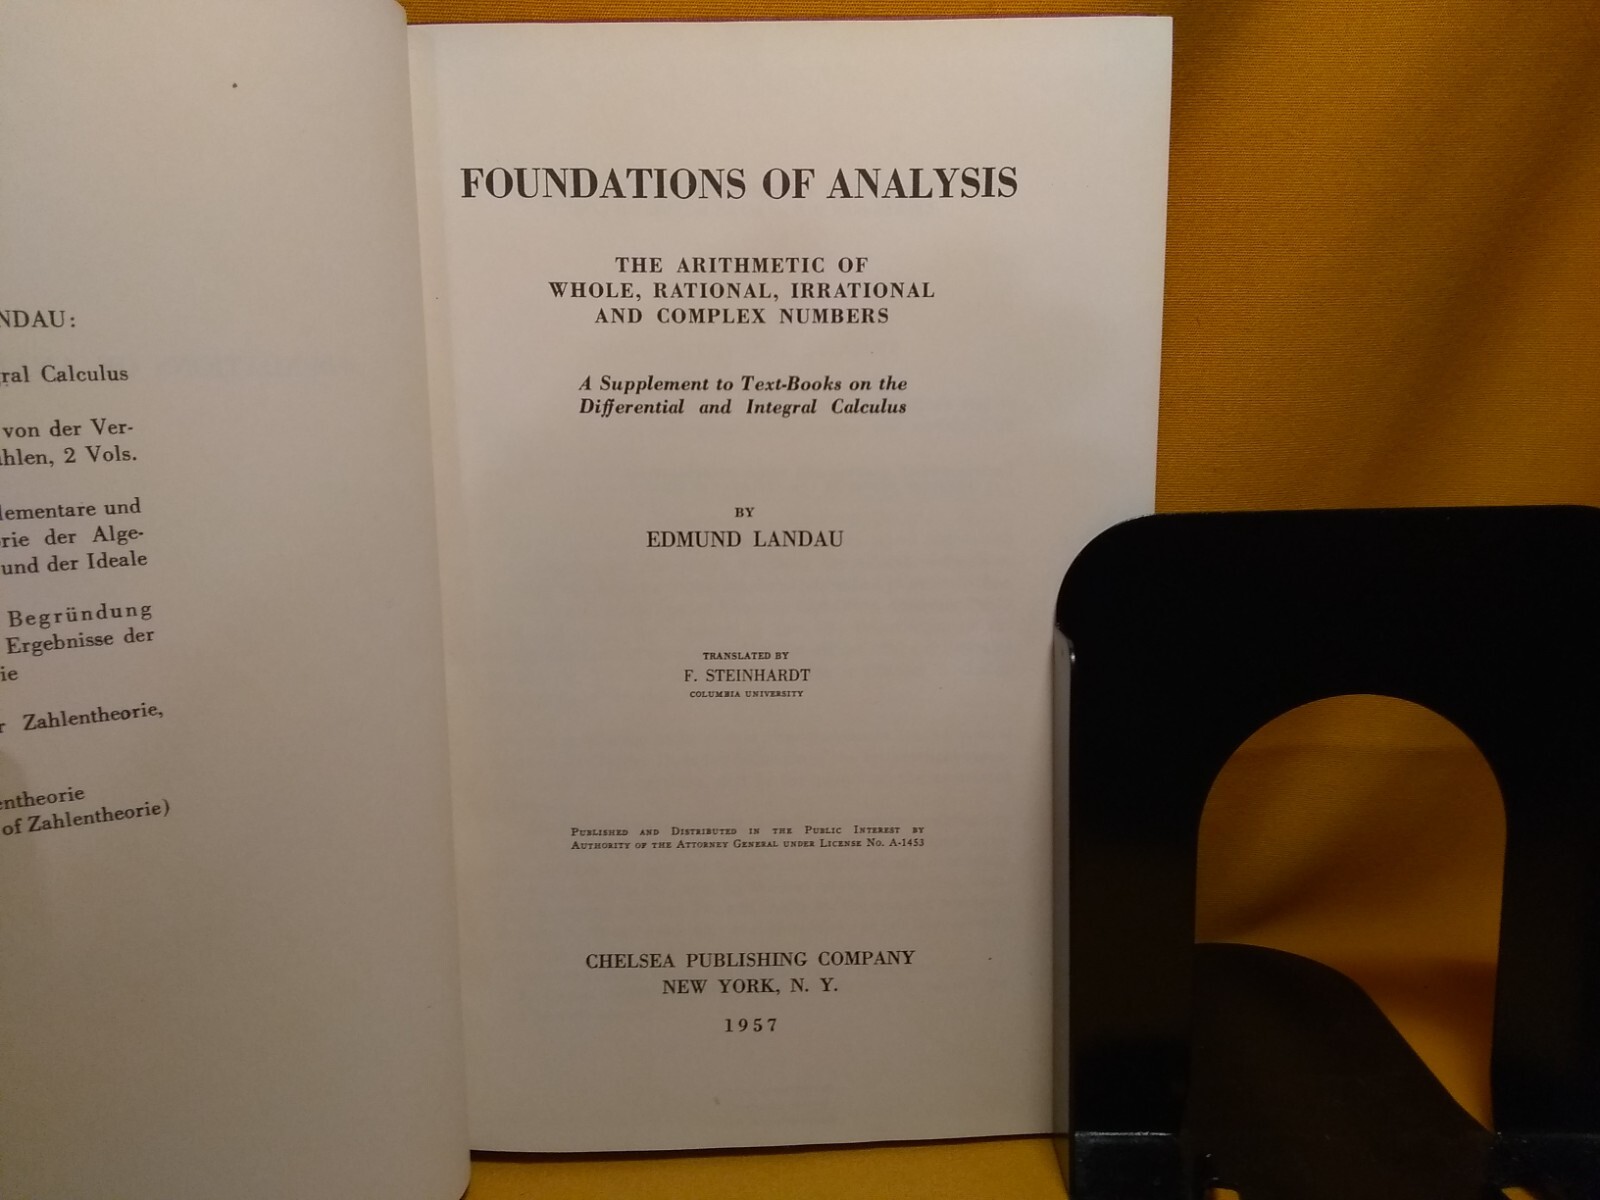 NDAU:
ral Calculus
von der Ver-
hlen, 2 Vols.
lementare und
rie der Alge-
und der Ideale
Begründung
Ergebnisse der
ie
r Zahlentheorie,
entheorie
of Zahlentheorie)
FOUNDATIONS OF ANALYSIS
THE ARITHMETIC OF
WHOLE, RATIONAL, IRRATIONAL
AND COMPLEX NUMBERS
A Supplement to Text-Books on the
Differential and Integral Calculus
BY
EDMUND LANDAU
TRANSLATED BY
F. STEINHARDT
COLUMBIA UNIVERSITY
PUBLISHED AND DISTRIBUTED IN THE PUBLIC INTEREST BY
AUTHORITY OF THE ATTORNEY GENERAL UNDER LICENSE NO. A-1453
CHELSEA PUBLISHING COMPANY
NEW YORK, N. Y.
1957